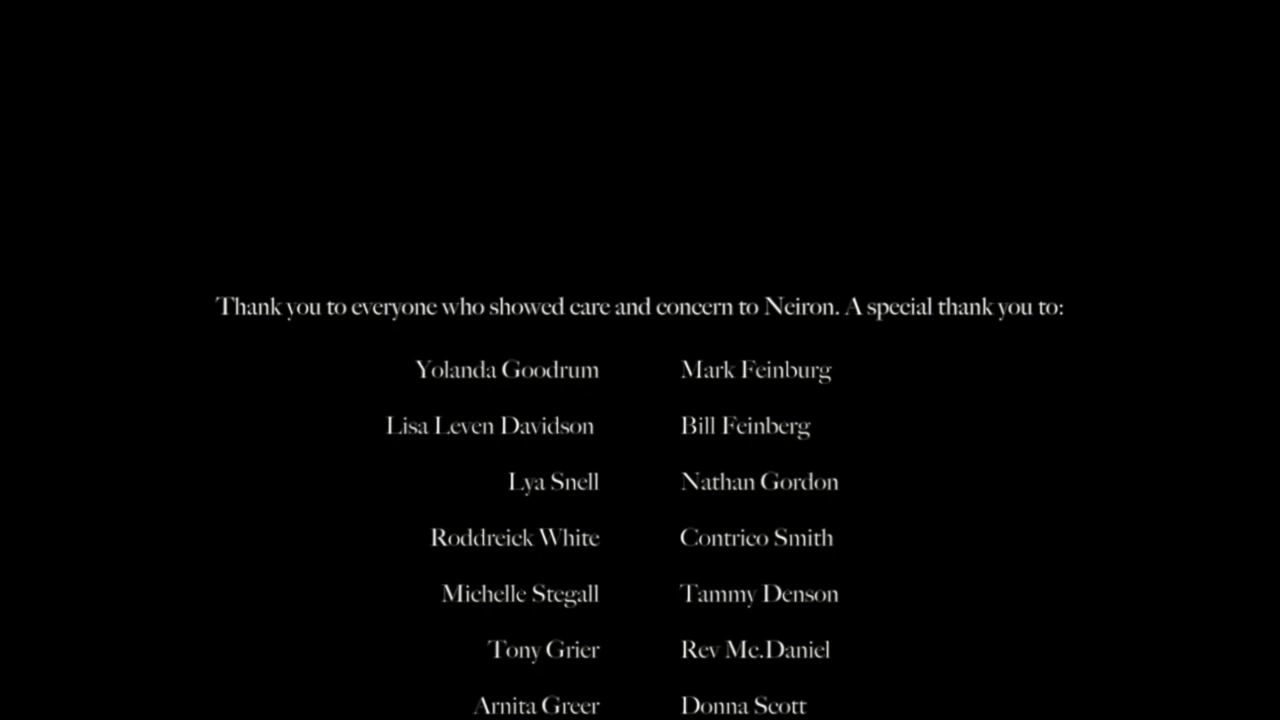 Thank you to everyone who showed care and concern to Neiron. A special thank you to:
Yolanda Goodrum Mark Feinburg
Lisa Leven Davidson Bill Feinberg
Lya Snell Nathan Gordon
Roddreick White Contrico Smith
Michelle Stegall Tammy Denson
Tony Grier Rev Mc.Daniel
Arnita Greer Donna Scott